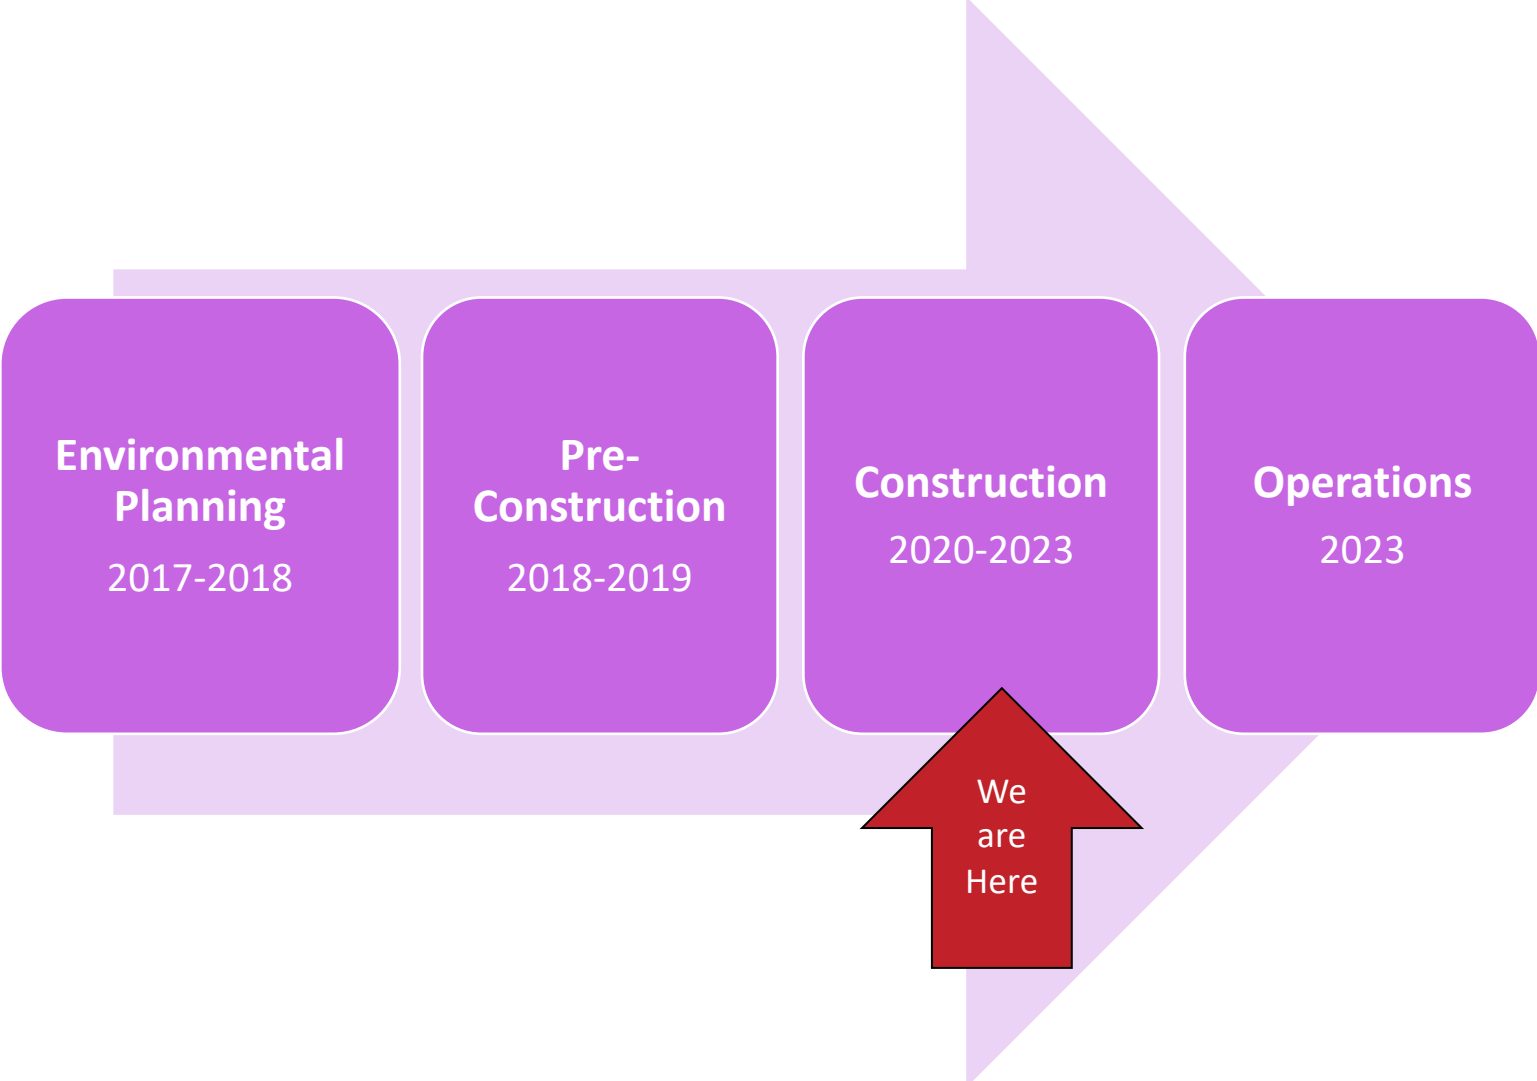 Environmental
Planning
2017-2018
Pre-
Construction
2018-2019
Construction
2020-2023
Operations
2023
We
are
Here